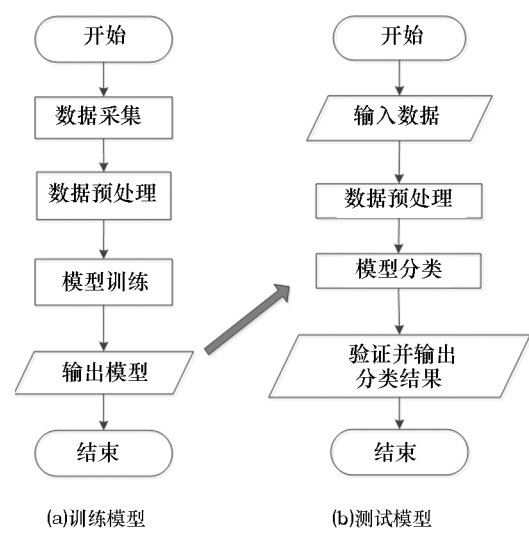 开始
数据采集
数据预处理
模型训练
输出模型
结束
(a)训练模型
开始
输入数据
数据预处理
模型分类
验证并输出
分类结果
结束
(b)测试模型